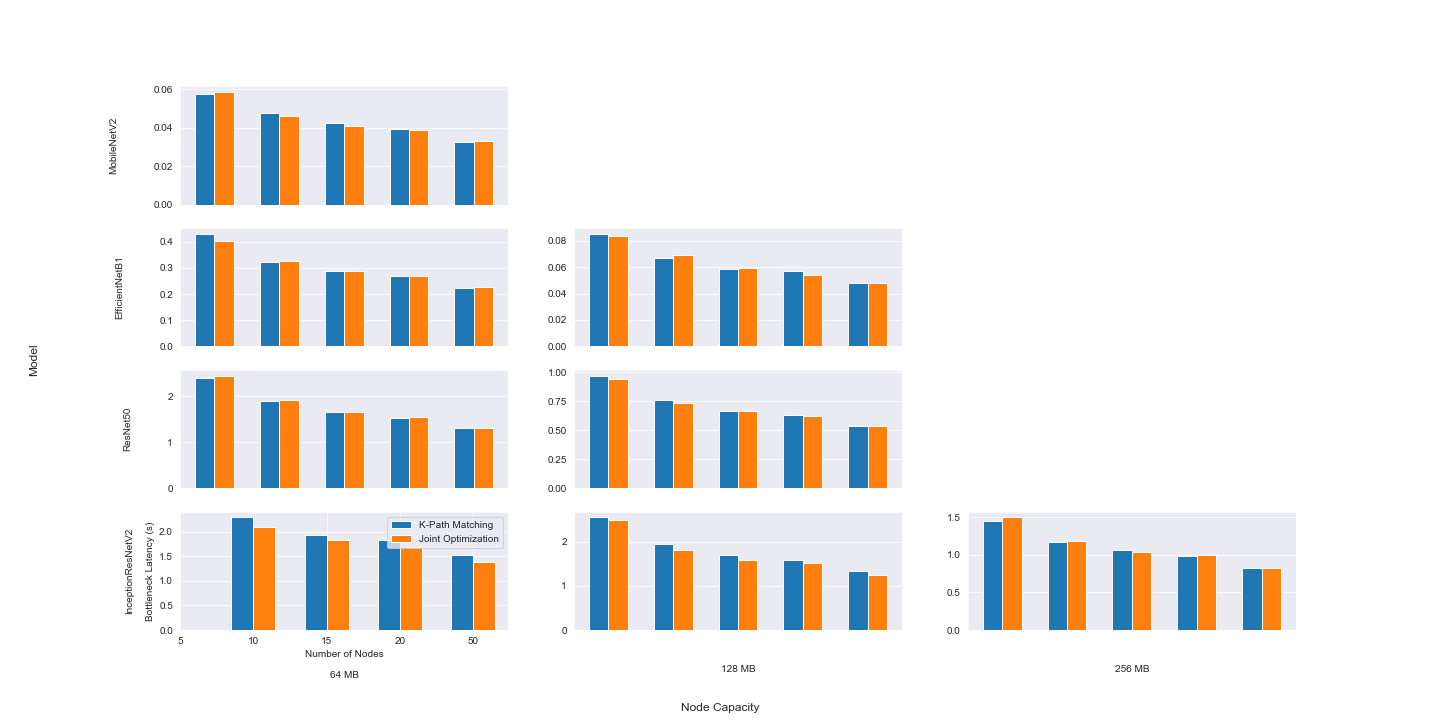 0.06
0.04
0.02
0.00
MobileNetV2
0.4
0.3
0.2
0.1
0.0
EfficientNetB1
0.08
0.06
0.04
0.02
0.00
Model
2
1
0
ResNet50
1.00
0.75
0.50
0.25
0.00
InceptionResNetV2
Bottleneck Latency (s)
2.0
1.5
1.0
0.5
0.0
K-Path Matching
Joint Optimization
5 10 15 20 50
Number of Nodes
64 MB
2
1
0
128 MB
1.5
1.0
0.5
0.0
256 MB
Node Capacity